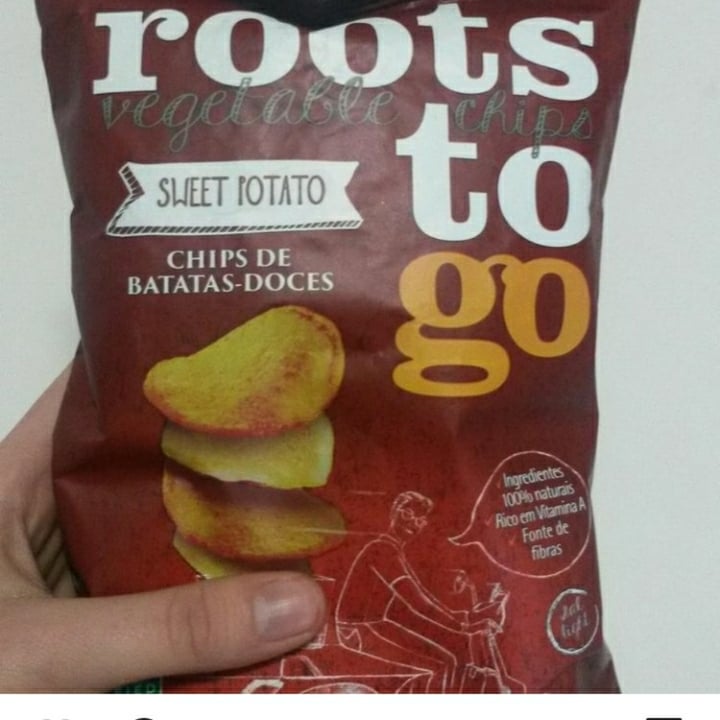 roots
vegetable chips
to
go
SWEET POTATO
CHIPS DE
BATATAS-DOCES
Ingredientes
100% naturais
Rico em Vitamina A
Fonte de
fibras